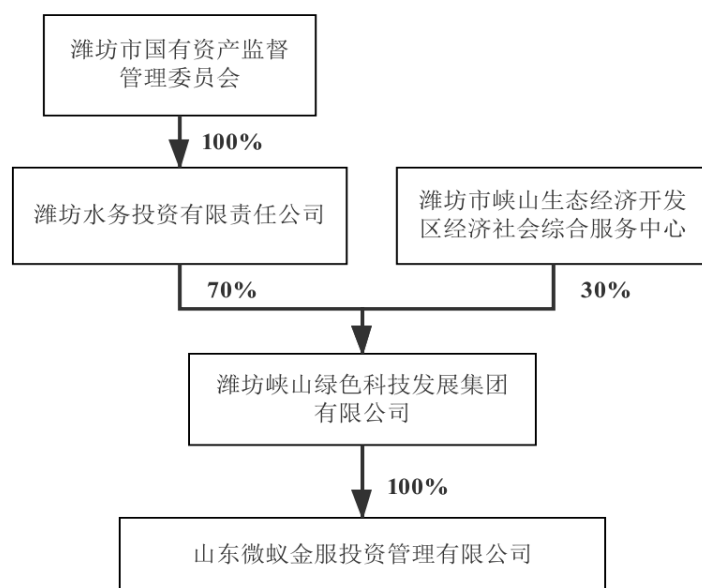 潍坊市国有资产监督
管理委员会
100%
潍坊水务投资有限责任公司
潍坊市峡山生态经济开发
区经济社会综合服务中心
70%
30%
潍坊峡山绿色科技发展集团
有限公司
100%
山东微蚁金服投资管理有限公司